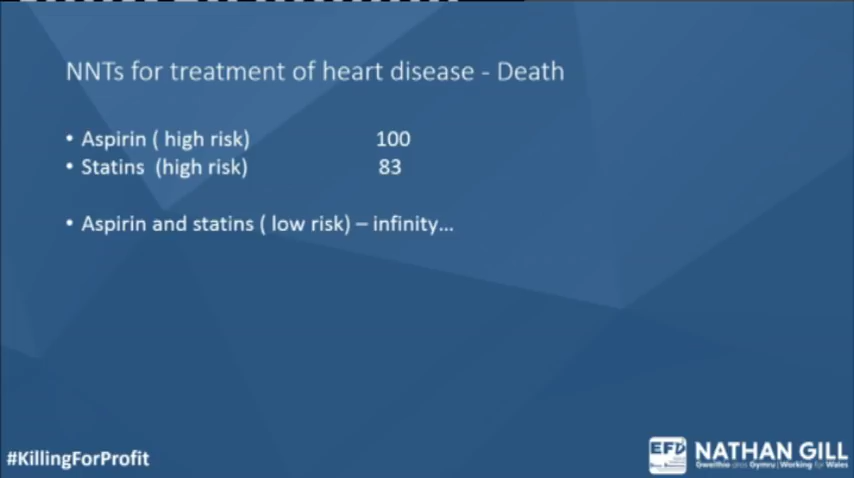 NNTs for treatment of heart disease - Death
• Aspirin ( high risk) 100
• Statins (high risk) 83
• Aspirin and statins ( low risk) – infinity...
#KillingForProfit
EFD
NATHAN GILL
Gweithio dros Gymru | Working for Wales